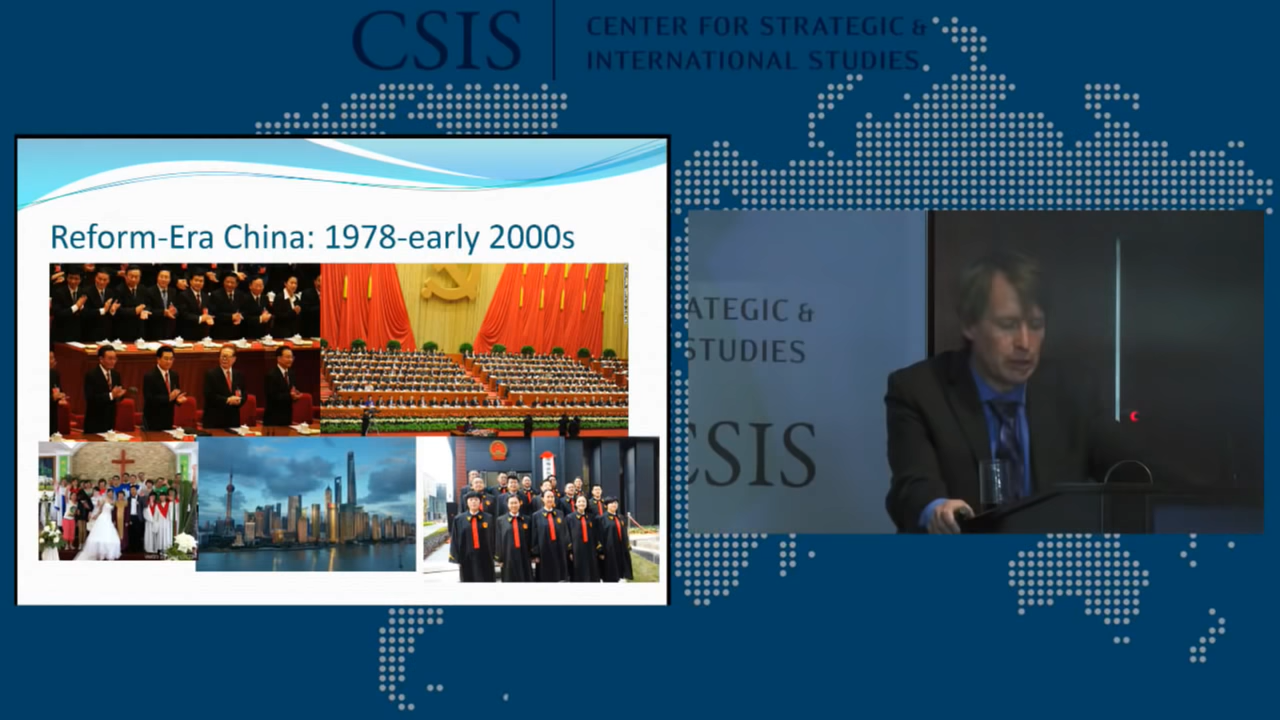 CSIS
CENTER FOR STRATEGIC &
INTERNATIONAL STUDIES
Reform-Era China: 1978-early 2000s
ATEGIC &
STUDIES
CSIS